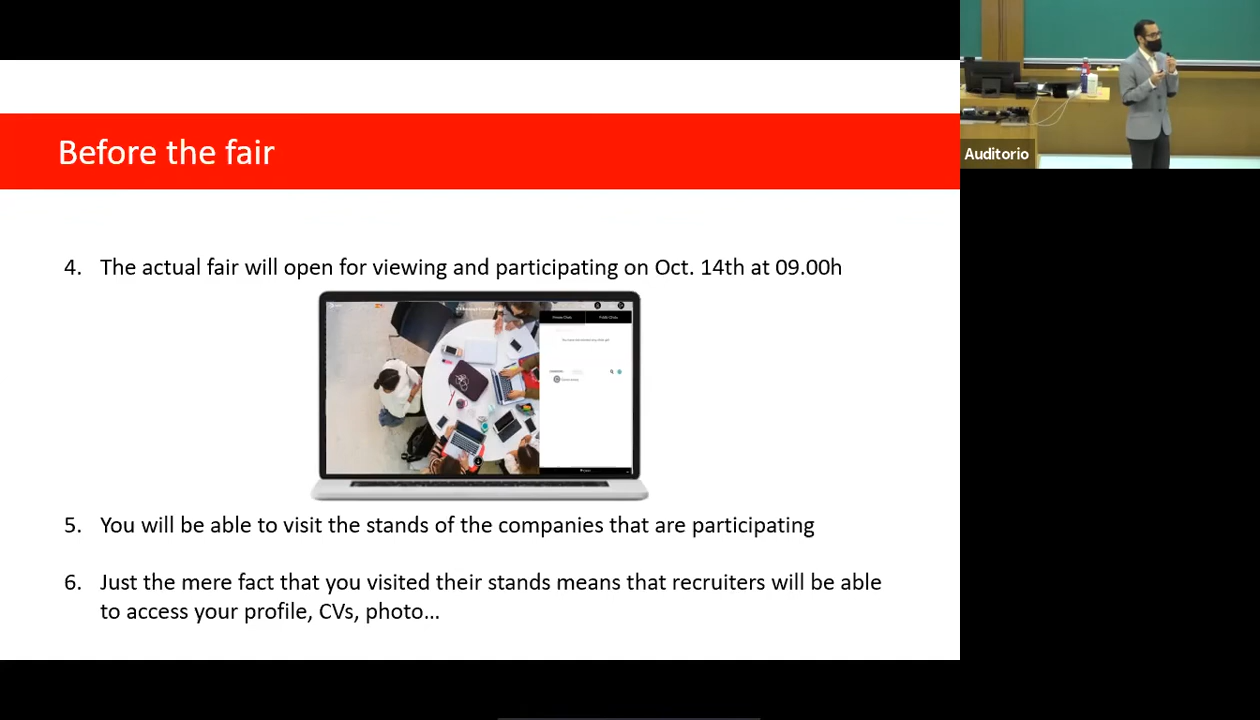 Before the fair
Auditorio
4. The actual fair will open for viewing and participating on Oct. 14th at 09.00h
5. You will be able to visit the stands of the companies that are participating
6. Just the mere fact that you visited their stands means that recruiters will be able
to access your profile, CVs, photo...